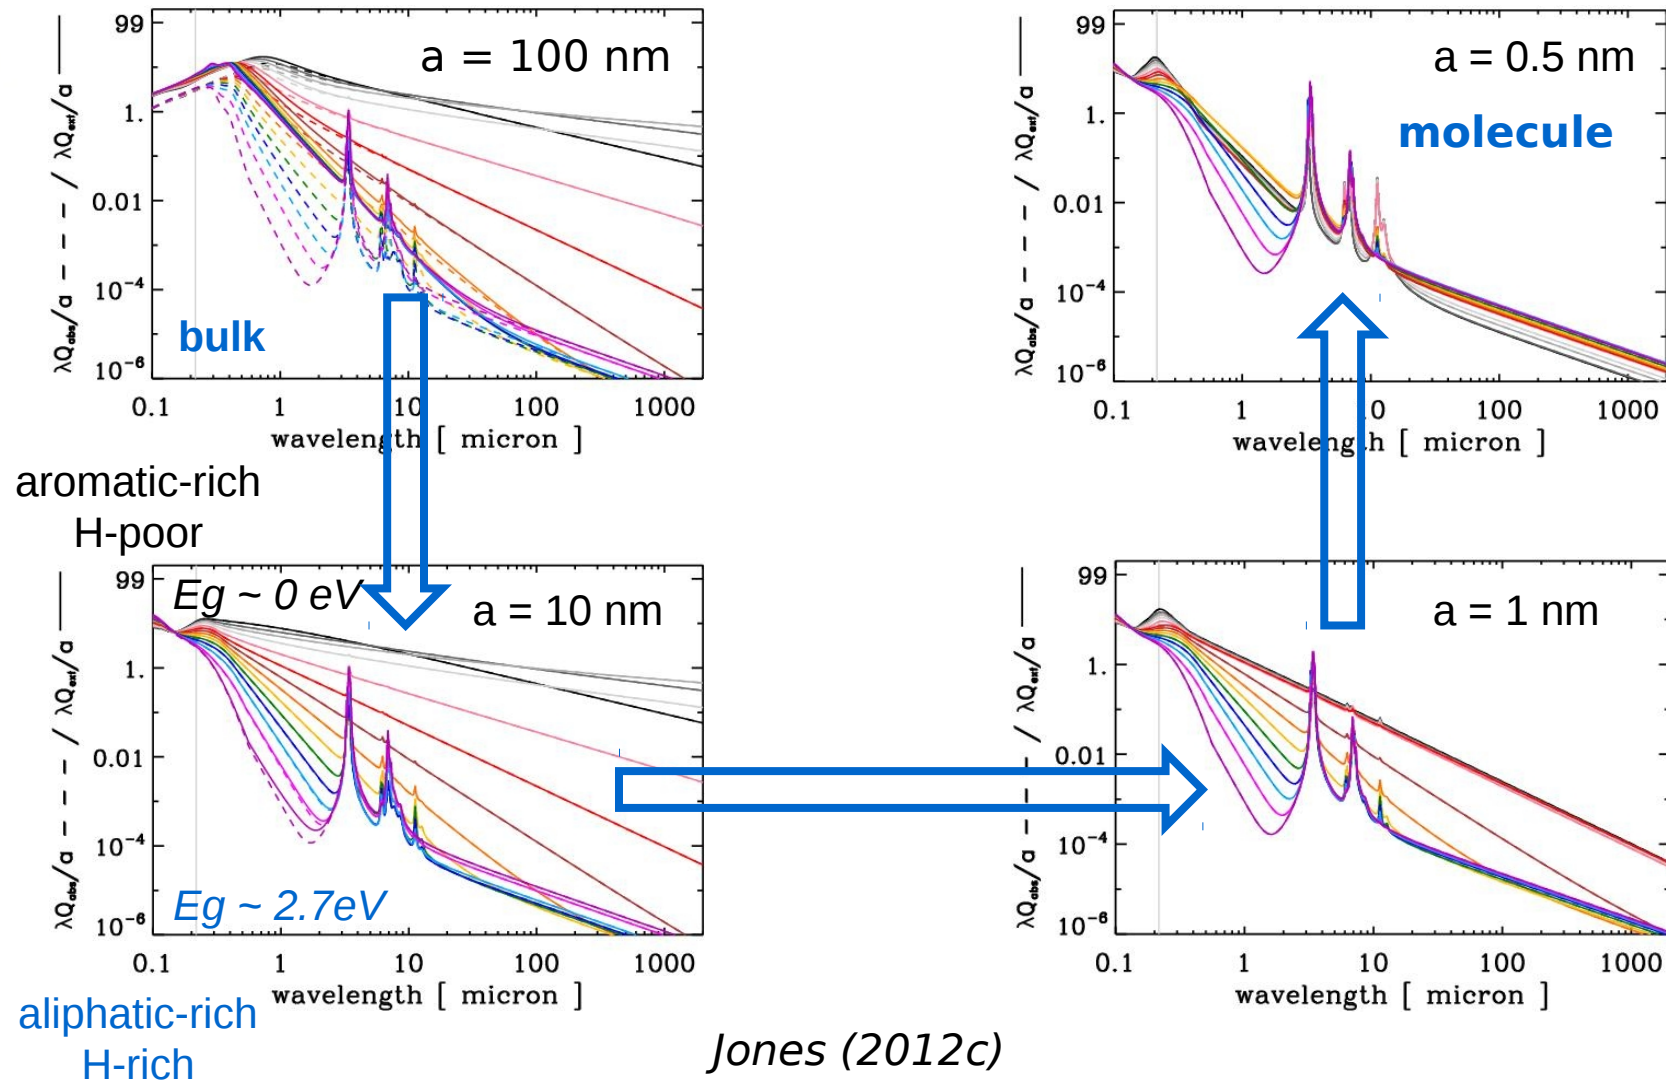 99
1.
0.01
10⁻⁴
10⁻⁶
λQabs/a - - - / λQext/a ——
a = 100 nm
bulk
0.1 1 10 100 1000
wavelength [ micron ]
99
1.
0.01
10⁻⁴
10⁻⁶
λQabs/a - - - / λQext/a ——
a = 0.5 nm
molecule
0.1 1 10 100 1000
wavelength [ micron ]
aromatic-rich
H-poor
99
1.
0.01
10⁻⁴
10⁻⁶
λQabs/a - - - / λQext/a ——
Eg ~ 0 eV
a = 10 nm
Eg ~ 2.7eV
0.1 1 10 100 1000
wavelength [ micron ]
99
1.
0.01
10⁻⁴
10⁻⁶
λQabs/a - - - / λQext/a ——
a = 1 nm
0.1 1 10 100 1000
wavelength [ micron ]
aliphatic-rich
H-rich
Jones (2012c)